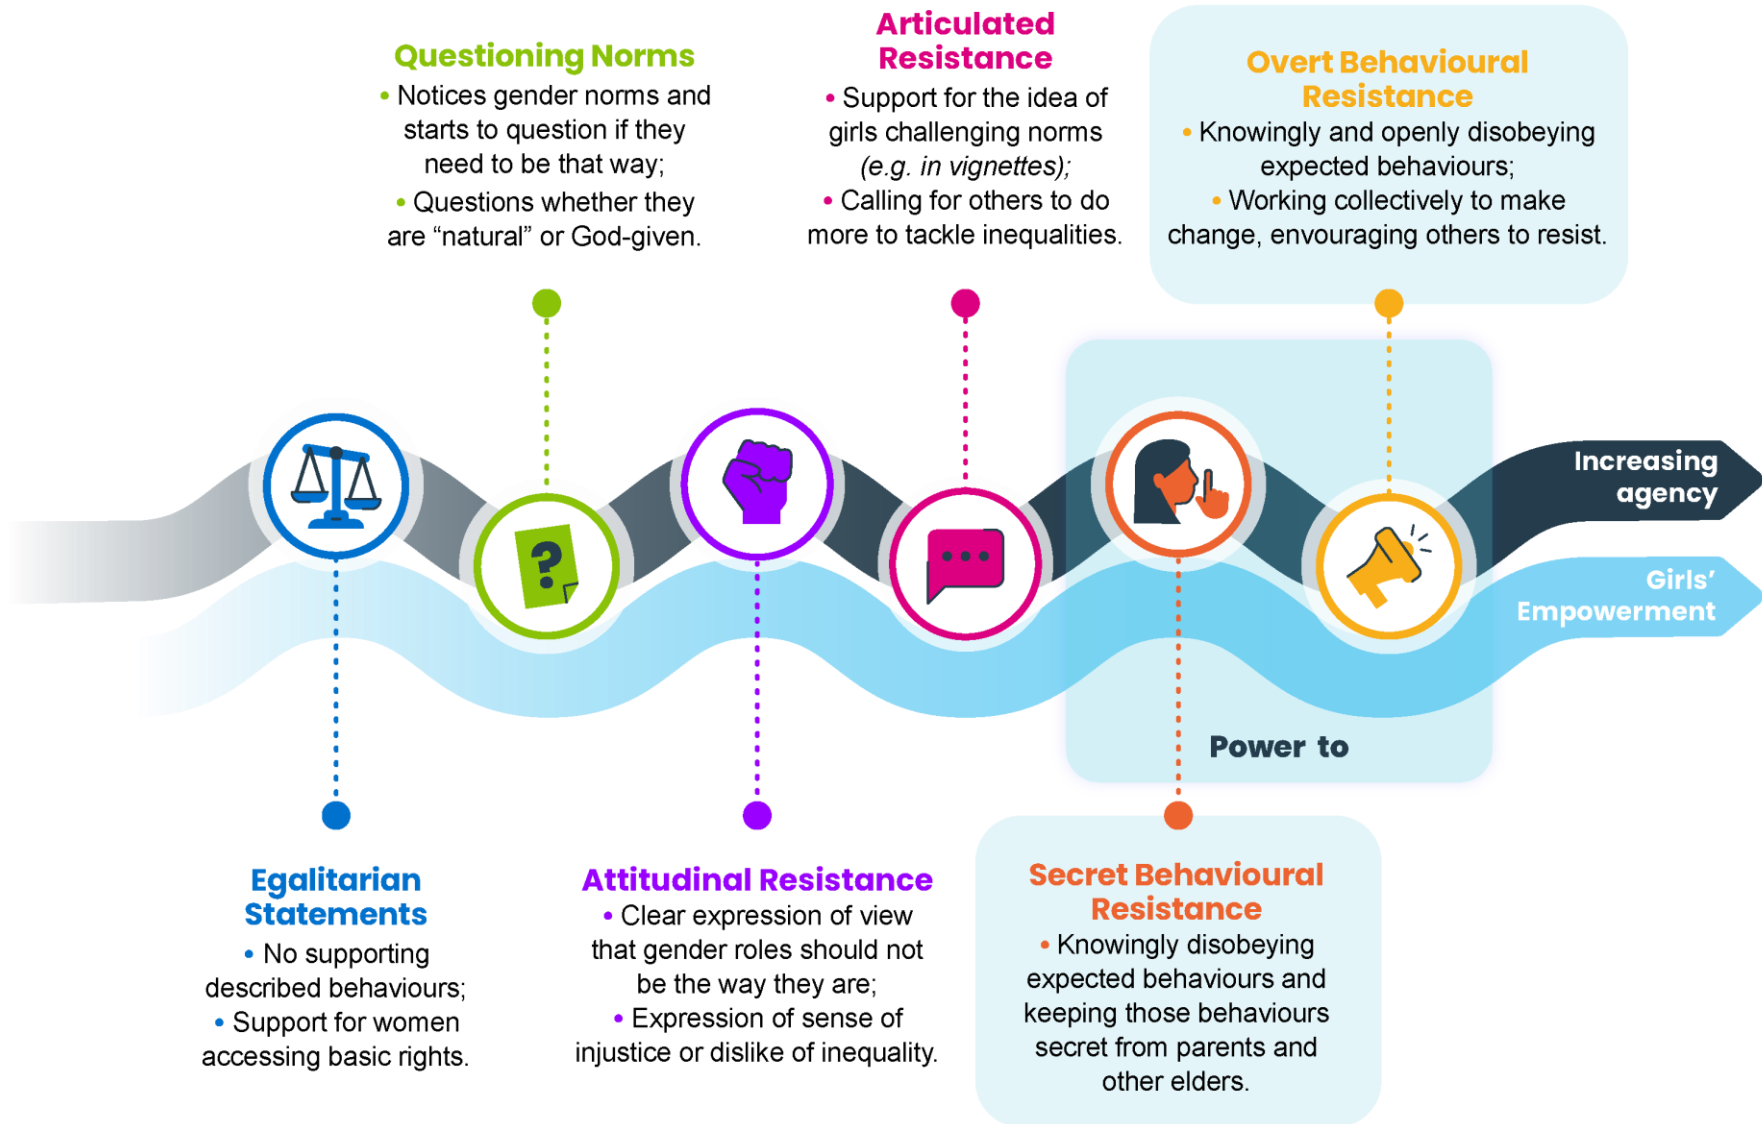 Questioning Norms
• Notices gender norms and
starts to question if they
need to be that way;
• Questions whether they
are “natural” or God-given.
Articulated
Resistance
• Support for the idea of
girls challenging norms
(e.g. in vignettes);
• Calling for others to do
more to tackle inequalities.
Overt Behavioural
Resistance
• Knowingly and openly disobeying
expected behaviours;
• Working collectively to make
change, envouraging others to resist.
?
Increasing
agency
Girls’
Empowerment
Power to
Egalitarian
Statements
• No supporting
described behaviours;
• Support for women
accessing basic rights.
Attitudinal Resistance
• Clear expression of view
that gender roles should not
be the way they are;
• Expression of sense of
injustice or dislike of inequality.
Secret Behavioural
Resistance
• Knowingly disobeying
expected behaviours and
keeping those behaviours
secret from parents and
other elders.